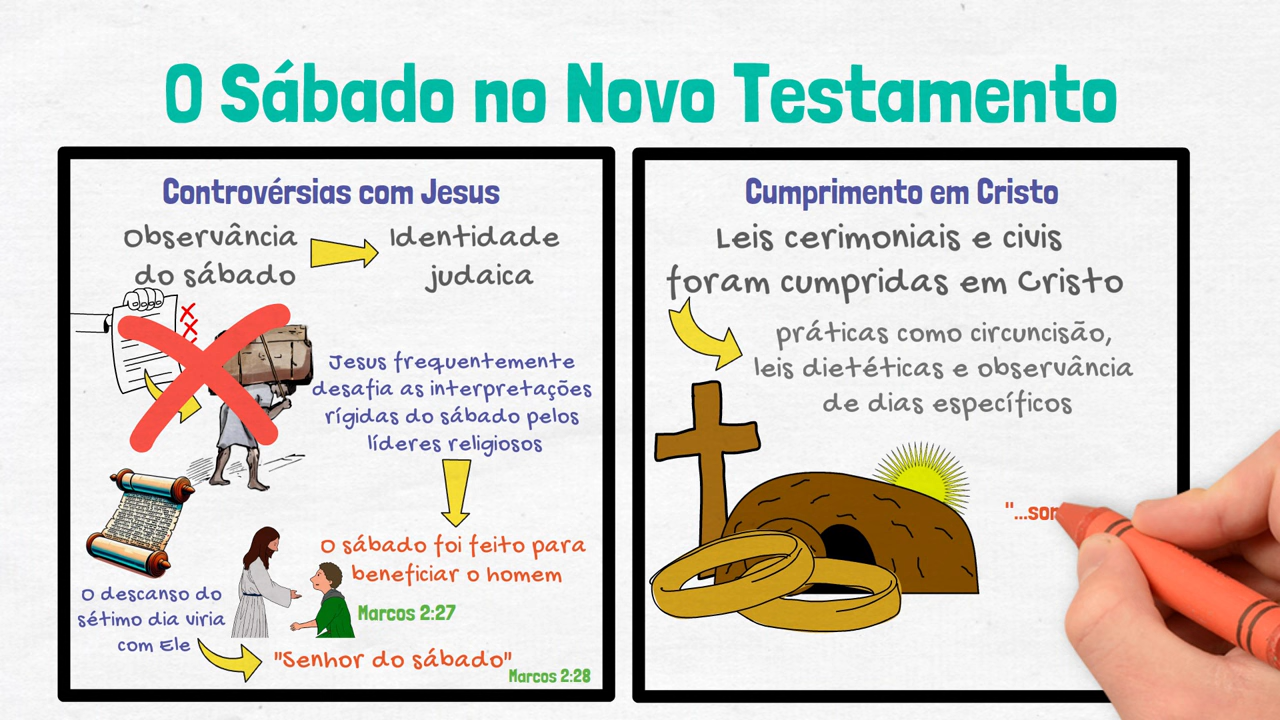 O Sábado no Novo Testamento
Controvérsias com Jesus
Observância
do sábado
Identidade
judaica
Jesus frequentemente
desafia as interpretações
rígidas do sábado pelos
líderes religiosos
O sábado foi feito para
beneficiar o homem
Marcos 2:27
O descanso do
sétimo dia viria
com Ele
"Senhor do sábado"
Marcos 2:28
Cumprimento em Cristo
Leis cerimoniais e civis
foram cumpridas em Cristo
práticas como circuncisão,
leis dietéticas e observância
de dias específicos